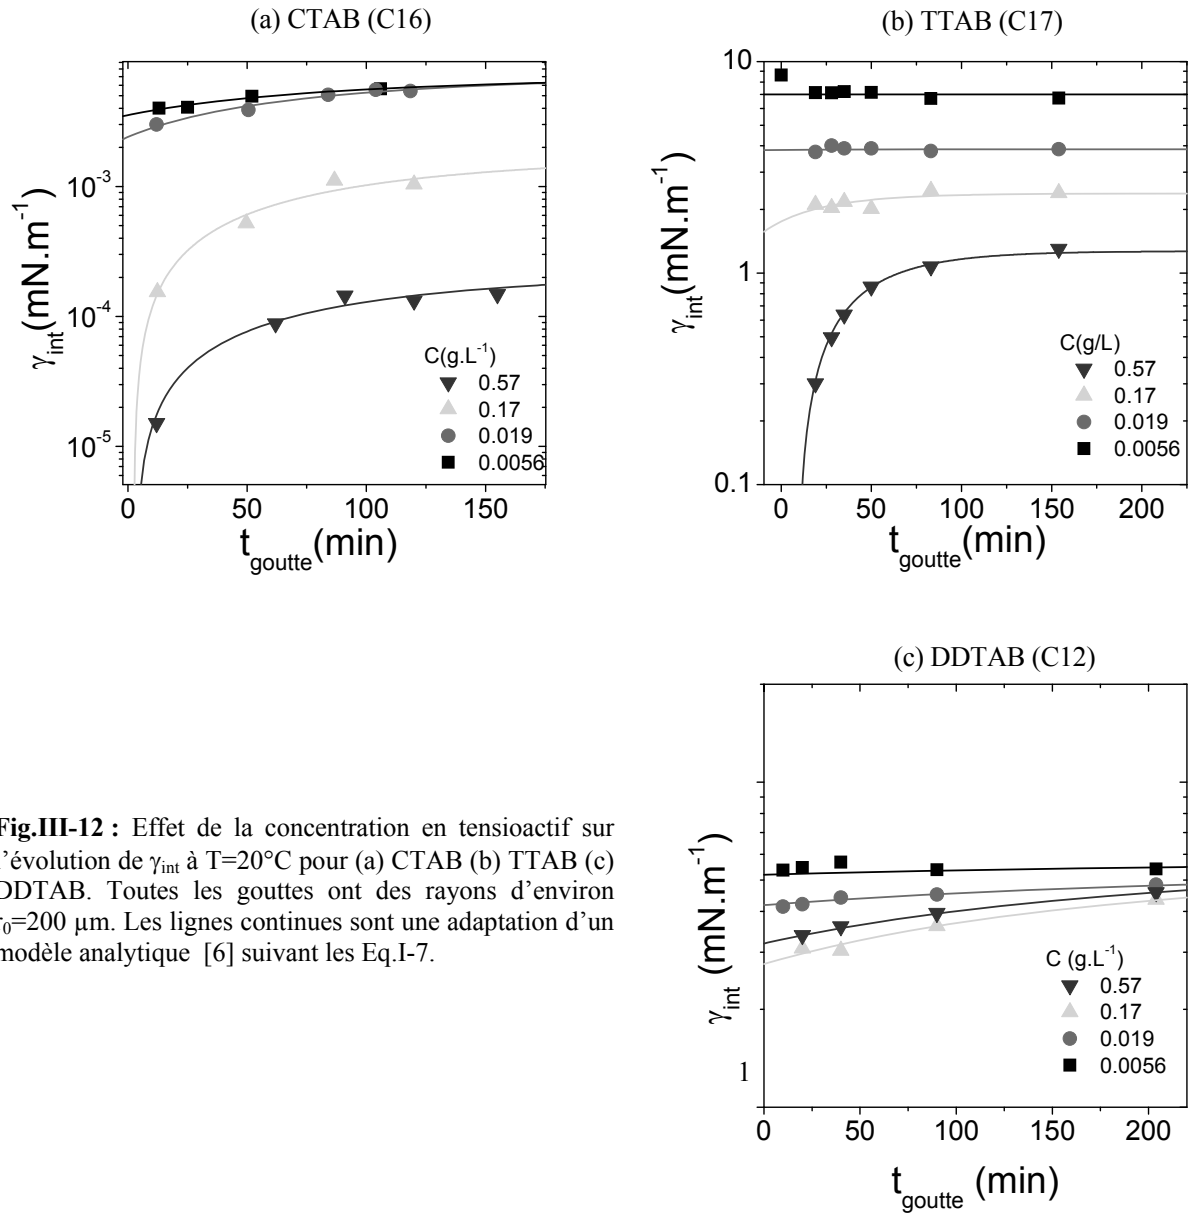 (a) CTAB (C16)
γint(mN.m-1)
10-3
10-4
10-5
C(g.L-1)
0.57
0.17
0.019
0.0056
0 50 100 150
tgoutte(min)
(b) TTAB (C17)
γint(mN.m-1)
10
1
0.1
C(g/L)
0.57
0.17
0.019
0.0056
0 50 100 150 200
tgoutte(min)
(c) DDTAB (C12)
γint (mN.m-1)
1
C (g.L-1)
0.57
0.17
0.019
0.0056
0 50 100 150 200
tgoutte (min)
Fig.III-12 : Effet de la concentration en tensioactif sur
l'évolution de γint à T=20°C pour (a) CTAB (b) TTAB (c)
DDTAB. Toutes les gouttes ont des rayons d'environ
r0=200 µm. Les lignes continues sont une adaptation d'un
modèle analytique [6] suivant les Eq.I-7.